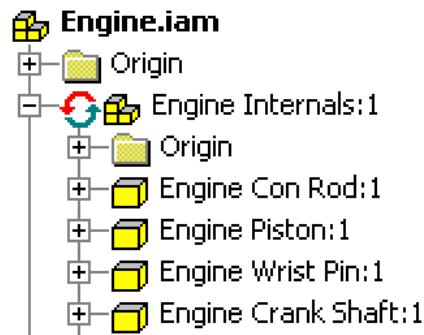 Engine.iam
Origin
Engine Internals:1
Origin
Engine Con Rod:1
Engine Piston:1
Engine Wrist Pin:1
Engine Crank Shaft:1